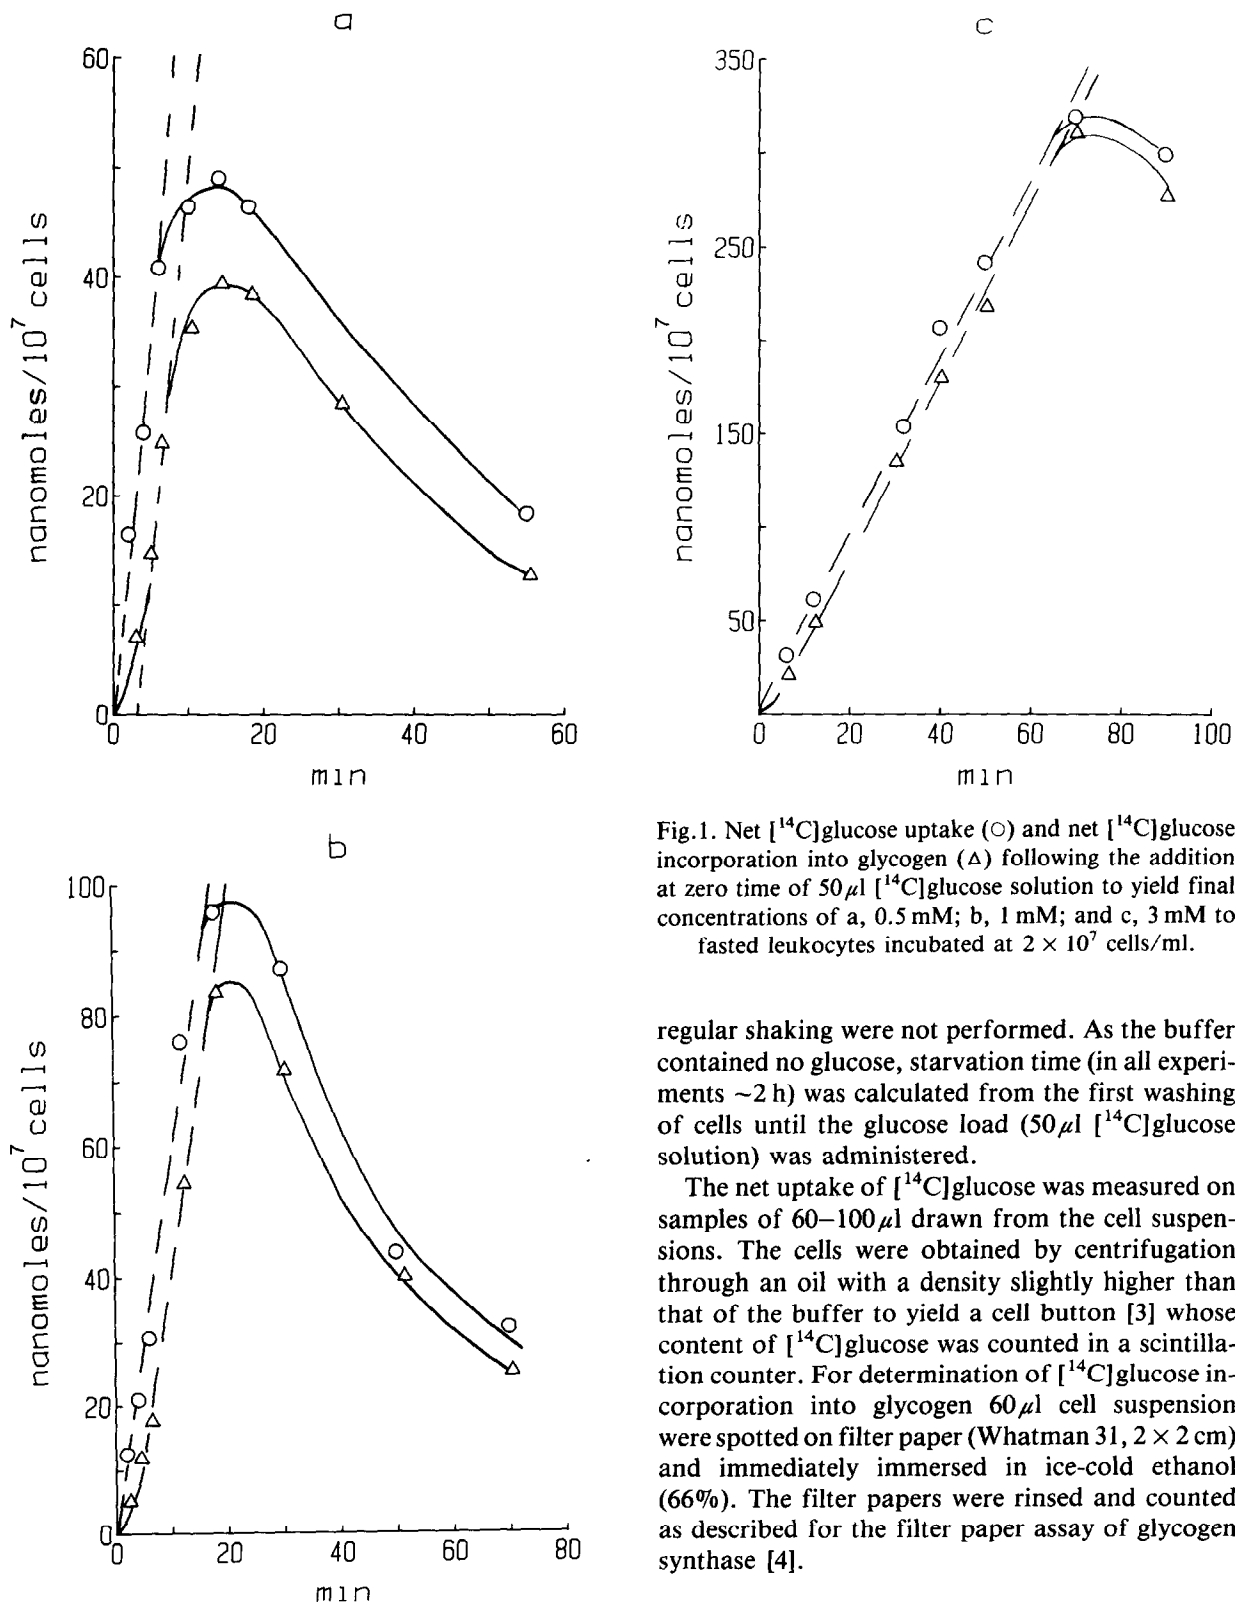 a
60
40
20
0
nanomoles/10⁷ cells
0 20 40 60
min
b
100
80
60
40
20
0
nanomoles/10⁷ cells
0 20 40 60 80
min
c
350
250
150
50
nanomoles/10⁷ cells
0 20 40 60 80 100
min
Fig.1. Net [¹⁴C]glucose uptake (○) and net [¹⁴C]glucose
incorporation into glycogen (△) following the addition
at zero time of 50 μl [¹⁴C]glucose solution to yield final
concentrations of a, 0.5 mM; b, 1 mM; and c, 3 mM to
fasted leukocytes incubated at 2 × 10⁷ cells/ml.
regular shaking were not performed. As the buffer
contained no glucose, starvation time (in all experi-
ments ~2 h) was calculated from the first washing
of cells until the glucose load (50 μl [¹⁴C]glucose
solution) was administered.
The net uptake of [¹⁴C]glucose was measured on
samples of 60–100 μl drawn from the cell suspen-
sions. The cells were obtained by centrifugation
through an oil with a density slightly higher than
that of the buffer to yield a cell button [3] whose
content of [¹⁴C]glucose was counted in a scintilla-
tion counter. For determination of [¹⁴C]glucose in-
corporation into glycogen 60 μl cell suspension
were spotted on filter paper (Whatman 31, 2 × 2 cm)
and immediately immersed in ice-cold ethanol
(66%). The filter papers were rinsed and counted
as described for the filter paper assay of glycogen
synthase [4].